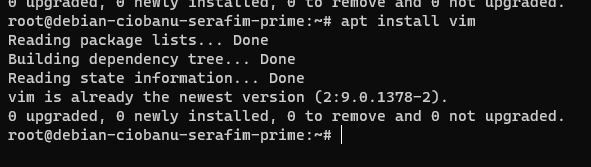 0 upgraded, 0 newly installed, 0 to remove and 0 not upgraded.
root@debian-ciobanu-serafim-prime:~# apt install vim
Reading package lists... Done
Building dependency tree... Done
Reading state information... Done
vim is already the newest version (2:9.0.1378-2).
0 upgraded, 0 newly installed, 0 to remove and 0 not upgraded.
root@debian-ciobanu-serafim-prime:~#